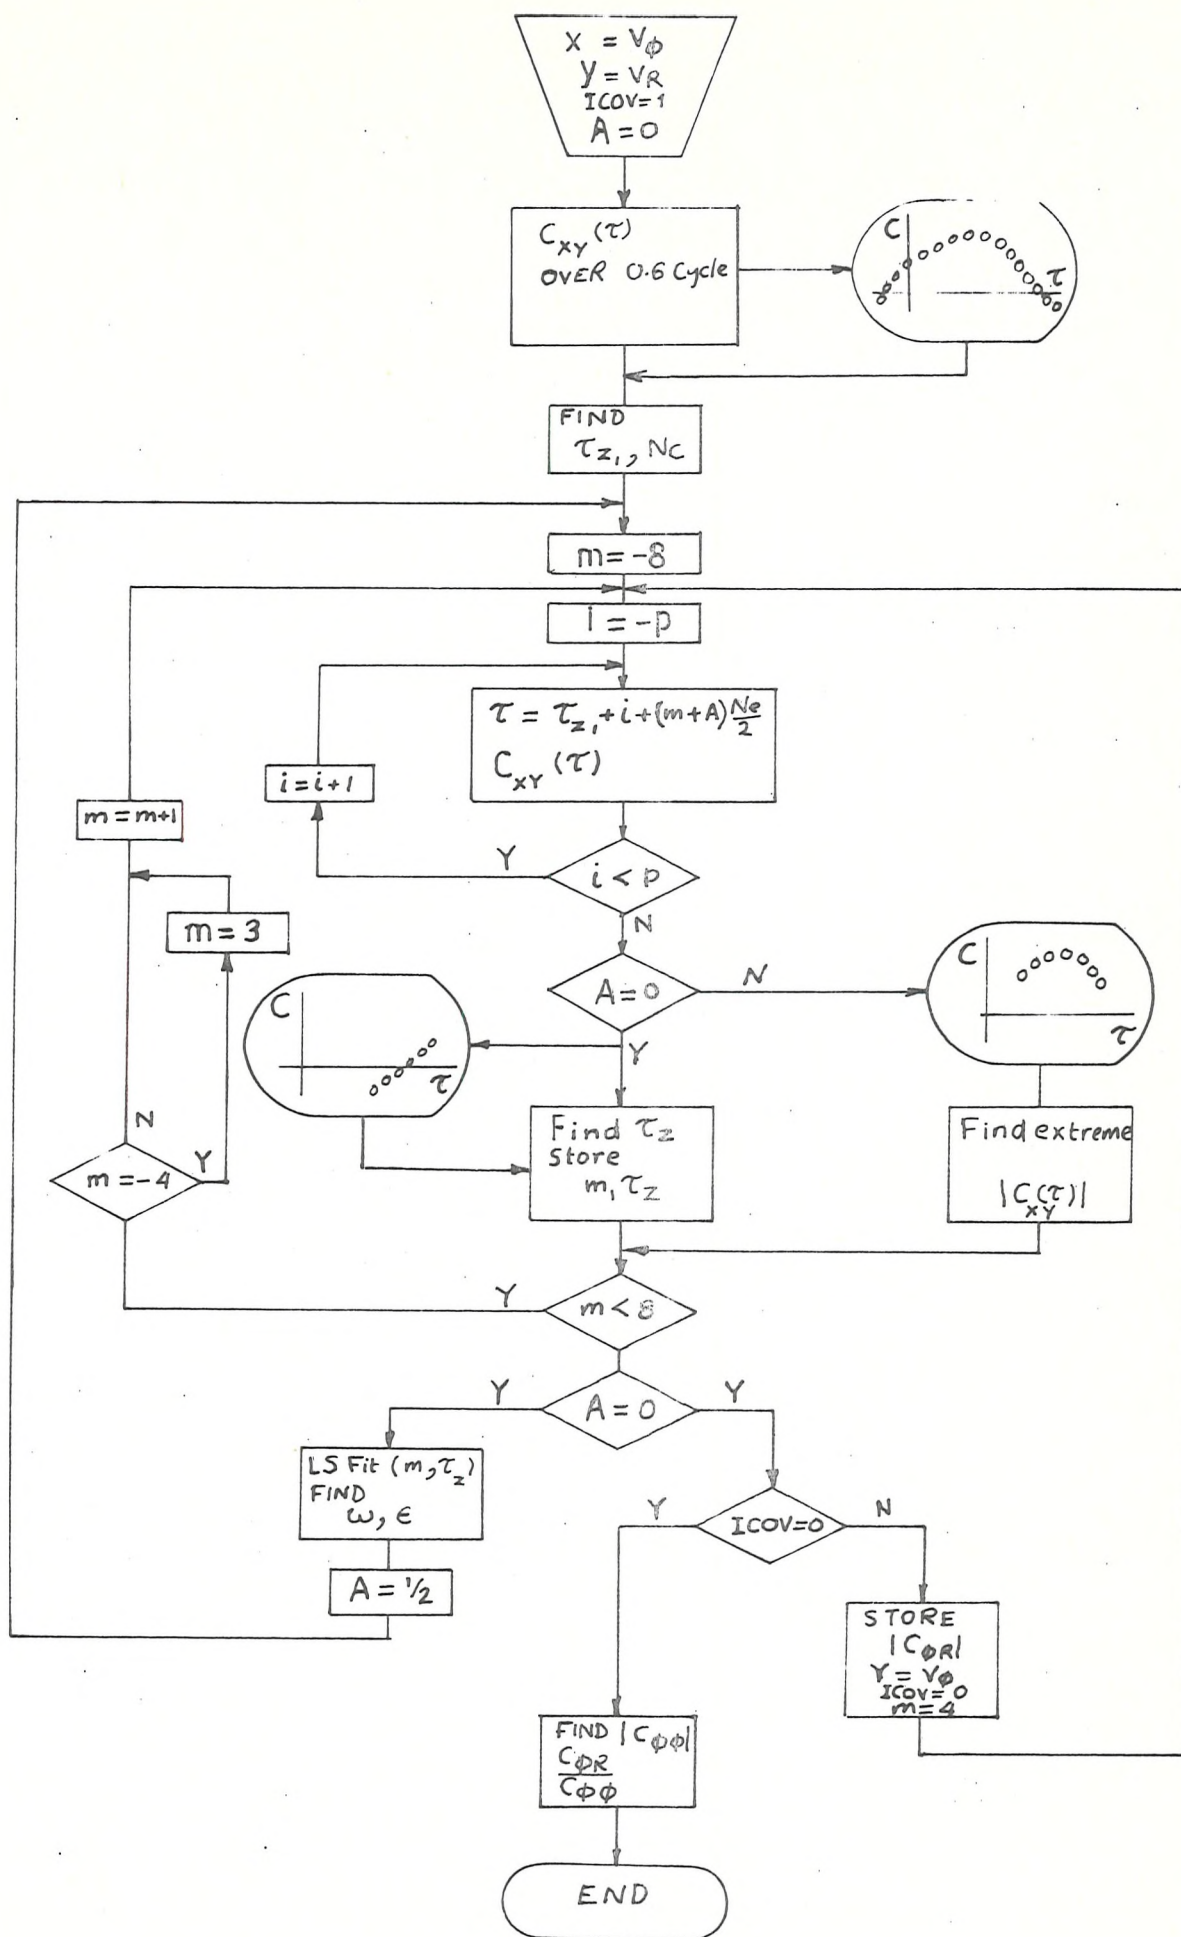 x = Vφ
y = VR
ICOV=1
A=0
CXY(τ)
OVER 0.6 Cycle
C
τ
FIND
τZ1, NC
m=-8
i = -p
τ = τZ1+i+(m+A)Ne/2
CXY(τ)
i=i+1
m=m+1
Y
i<p
N
m=3
A=0
N
C
τ
C
τ
Y
Find τZ
Store
m, τZ
Find extreme
|CXY(τ)|
N
m=-4
Y
Y
m<8
Y
A=0
Y
LS Fit (m, τZ)
FIND
ω, ϵ
A=1/2
Y
ICOV=0
N
STORE
|CφR|
Y=Vφ
ICOV=0
m=4
FIND |Cφφ|
CφR
Cφφ
END